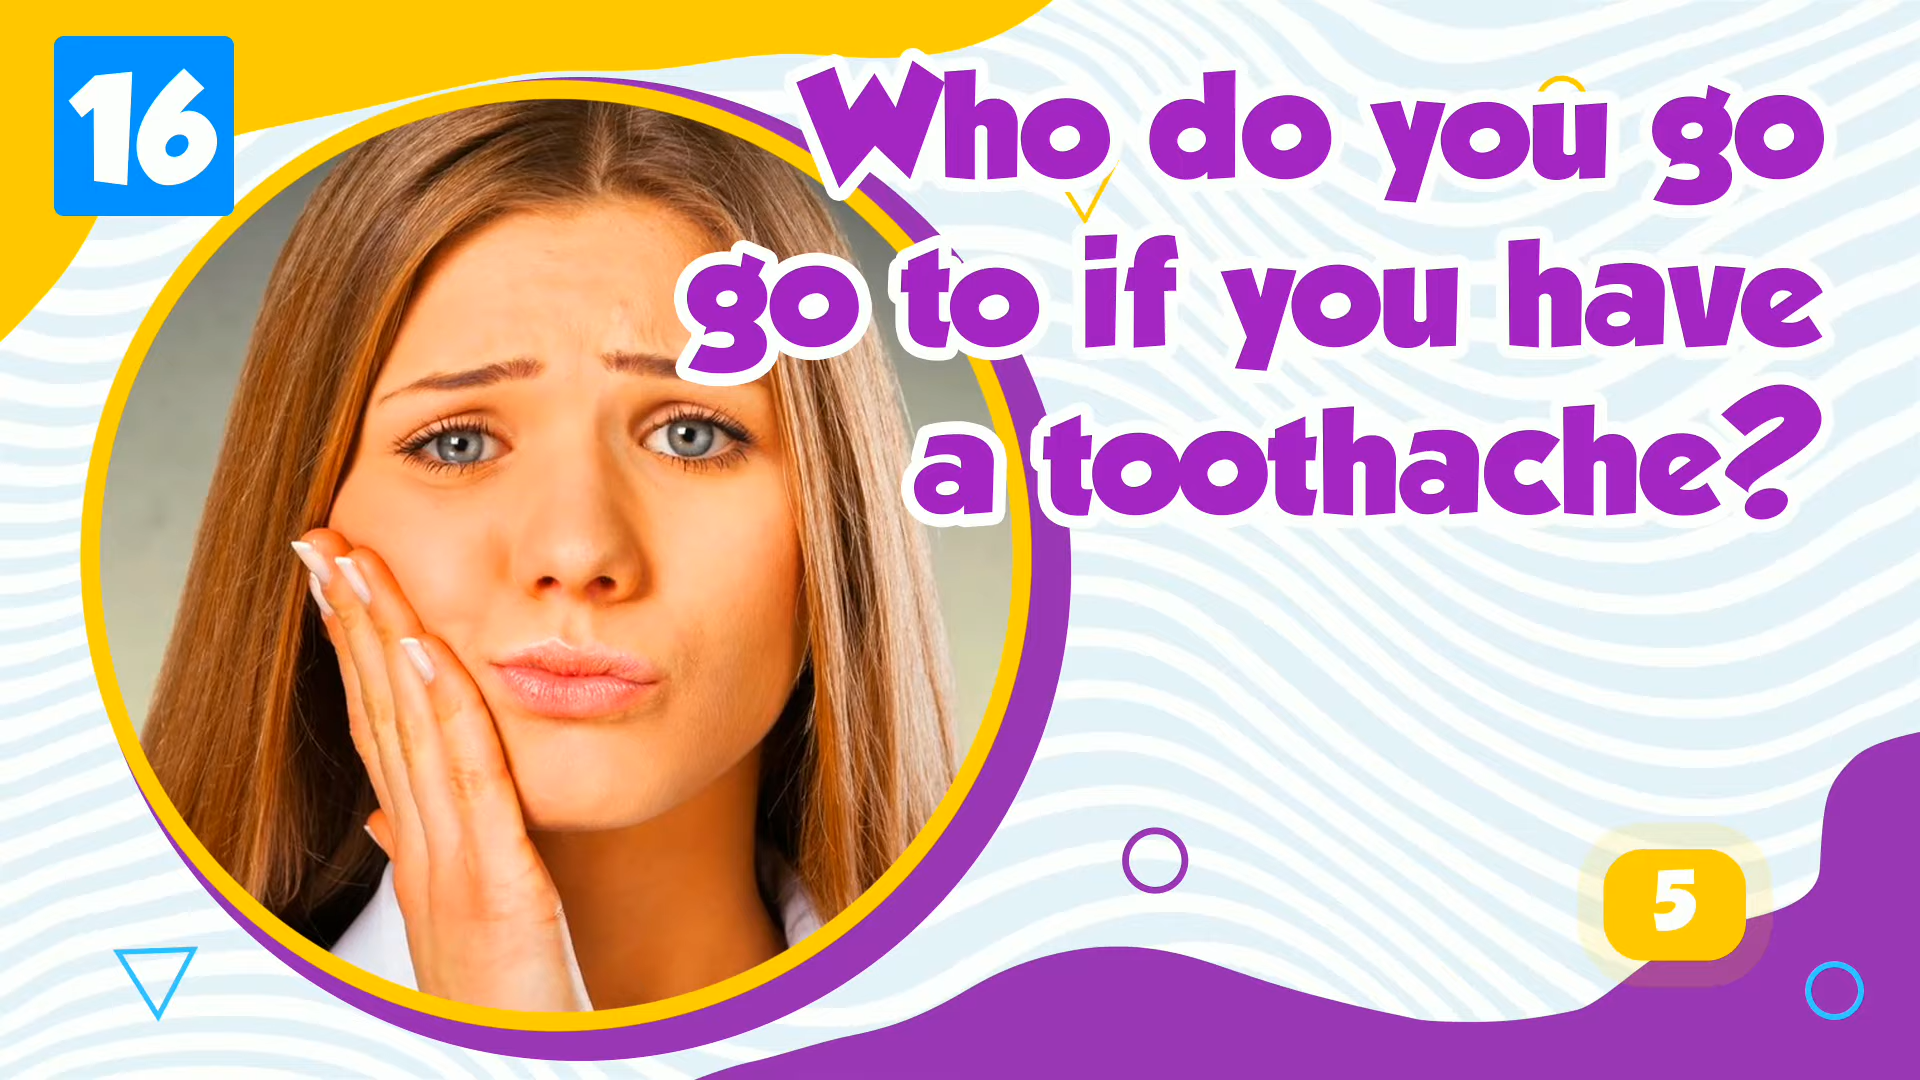 16
Who do you go
go to if you have
a toothache?
5